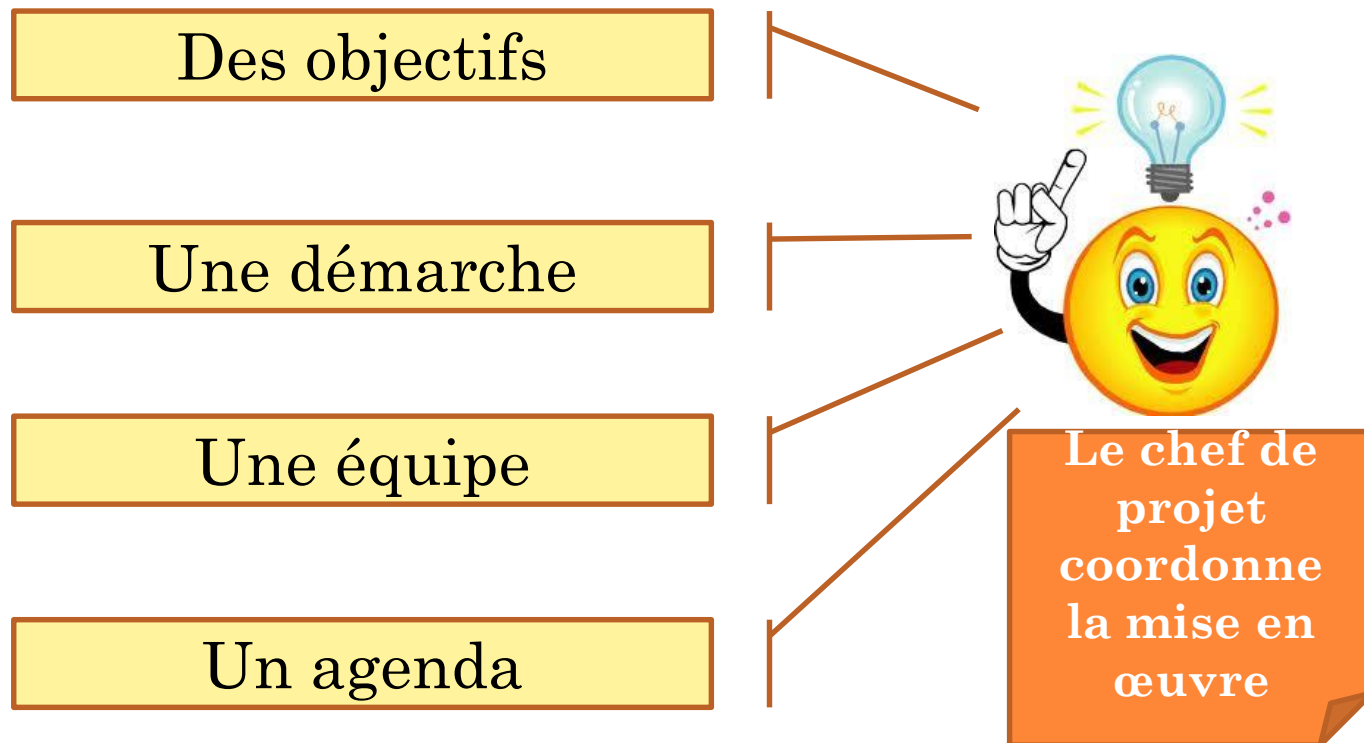 Des objectifs
Une démarche
Une équipe
Un agenda
Le chef de
projet
coordonne
la mise en
œuvre